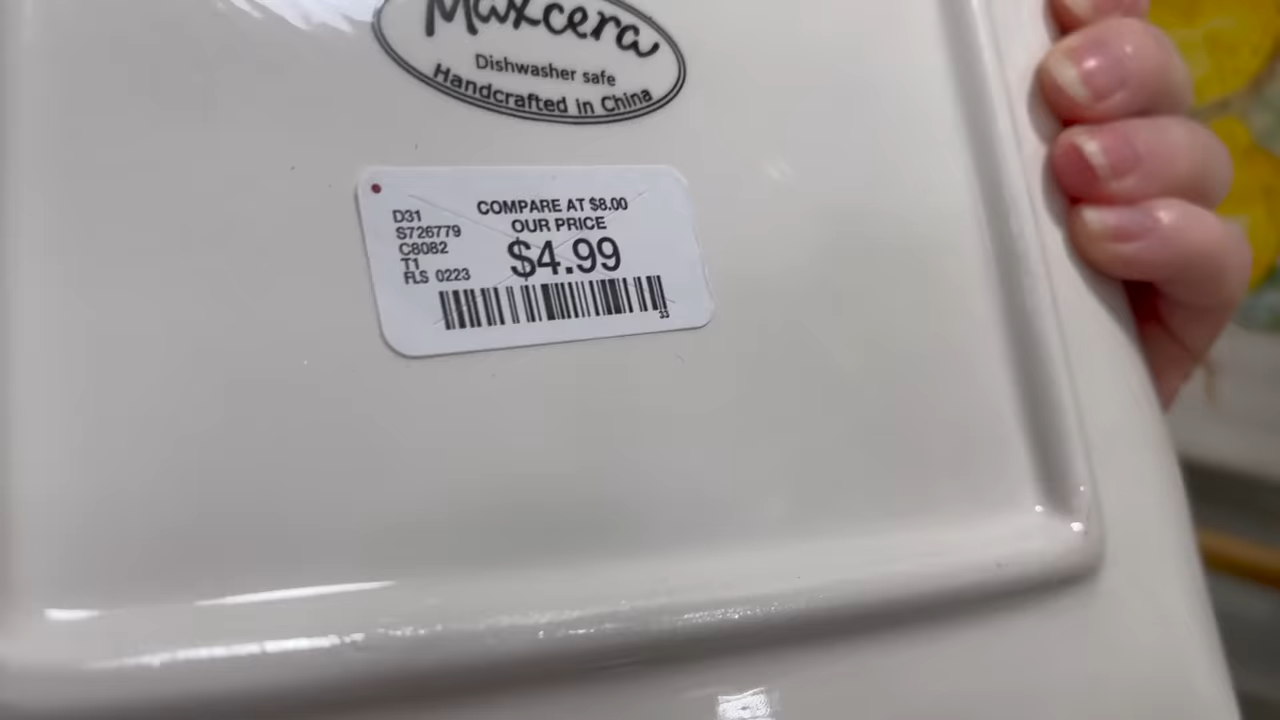 Maxcera
Dishwasher safe
Handcrafted in China
COMPARE AT $8.00
OUR PRICE
$4.99
D31
S726779
C8082
T1
FLS 0223
33